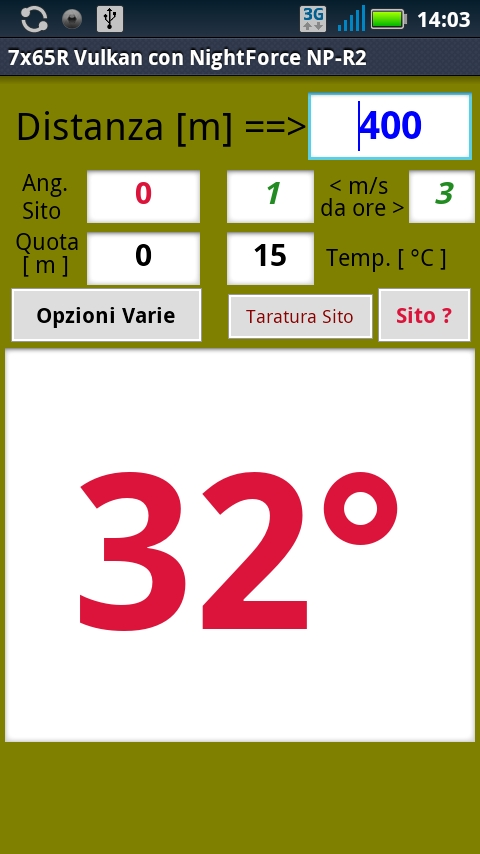 3G 14:03
7x65R Vulkan con NightForce NP-R2
Distanza [m] ==> 400
Ang. Sito 0 1 < m/s da ore > 3
Quota [ m ] 0 15 Temp. [ °C ]
Opzioni Varie Taratura Sito Sito ?
32°